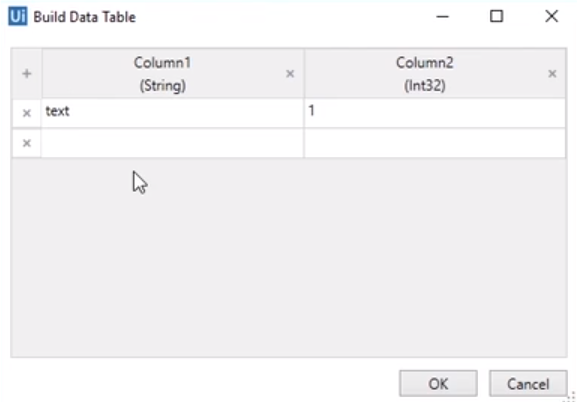 Ui Build Data Table
Column1 Column2
(String) (Int32)
text 1
OK Cancel